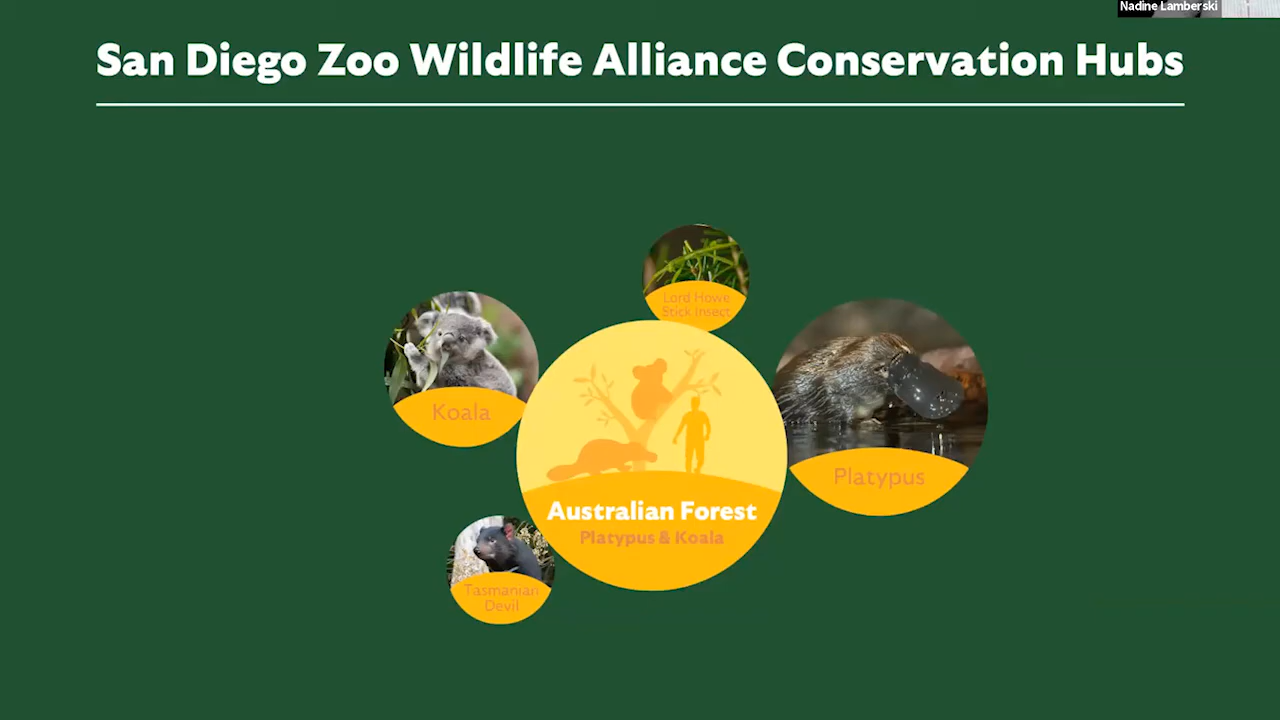 Nadine Lamberski
San Diego Zoo Wildlife Alliance Conservation Hubs
Lord Howe
Stick Insect
Koala
Platypus
Australian Forest
Platypus & Koala
Tasmanian
Devil